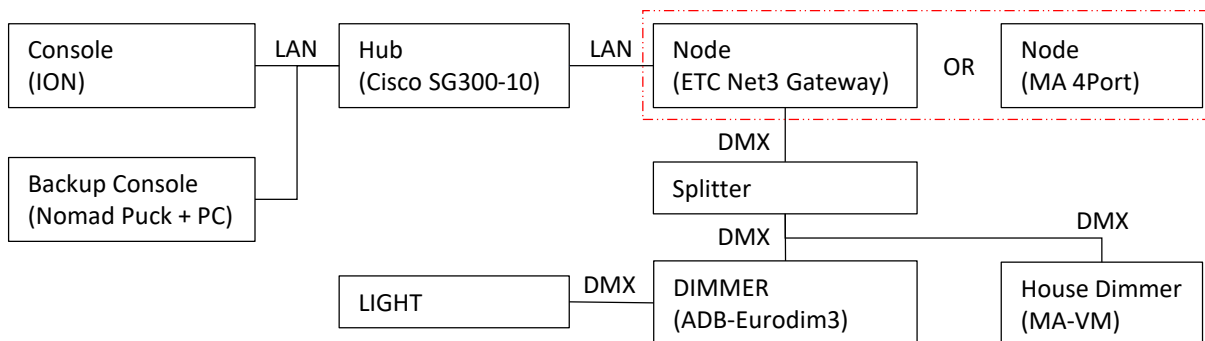 Console
(ION)
LAN
Hub
(Cisco SG300-10)
LAN
Node
(ETC Net3 Gateway)
OR
Node
(MA 4Port)
Backup Console
(Nomad Puck + PC)
DMX
Splitter
DMX
DMX
LIGHT
DMX
DIMMER
(ADB-Eurodim3)
House Dimmer
(MA-VM)